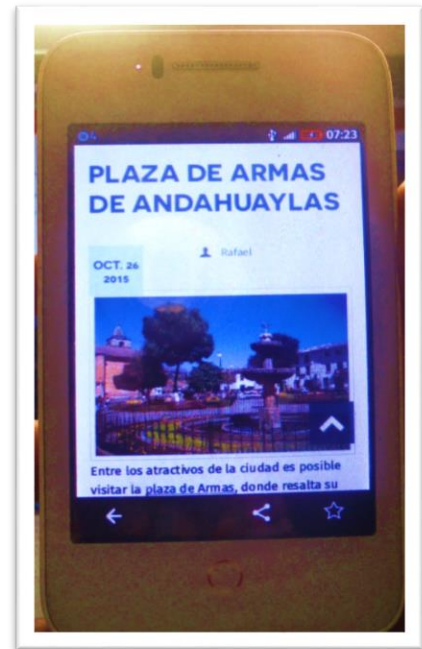 07:23
PLAZA DE ARMAS
DE ANDAHUAYLAS
Rafael
OCT. 26
2015
Entre los atractivos de la ciudad es posible
visitar la plaza de Armas, donde resalta su